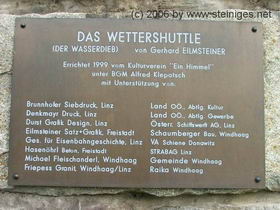 (c) 2006 by www.steiniges.net
DAS WETTERSHUTTLE
(DER WASSERDIEB) von Gerhard EILMSTEINER
Errichtet 1999 vom Kulturverein "Ein Himmel"
unter BGM Alfred Klepatsch
mit Unterstützung von:
Brunnhofer Siebdruck, Linz
Denkmayr Druck, Linz
Durst Grafik Design, Linz
Eilmsteiner Satz+Grafik, Freistadt
Ges. für Eisenbahngeschichte, Linz
Hasenöhrl Beton, Freistadt
Michael Fleischanderl, Windhaag
Friepess Granit, Windhaag/Linz
Land OÖ., Abtlg. Kultur
Land OÖ., Abtlg. Gewerbe
Österr. Schiffswerft AG, Linz
Schaumberger Bau, Windhaag
VA Schiene Donawitz
STRABAG Linz
Gemeinde Windhaag
Raika Windhaag